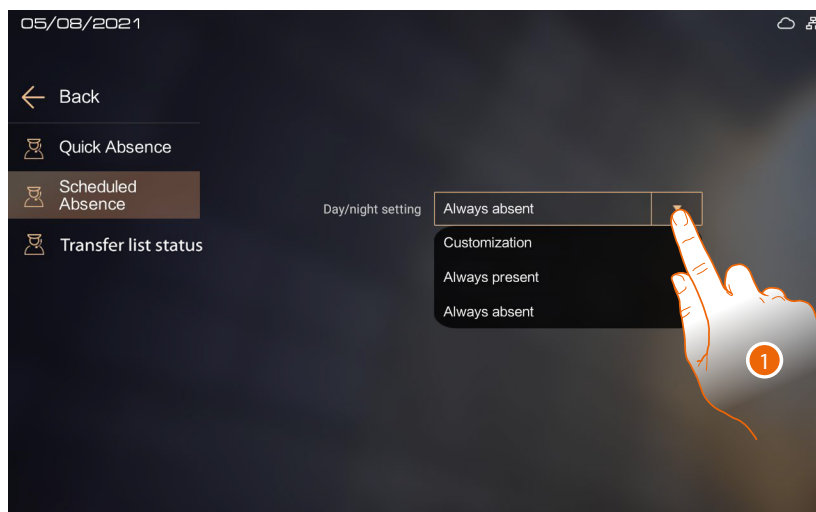 05/08/2021
Back
Quick Absence
Scheduled
Absence
Transfer list status
Day/night setting
Always absent
Customization
Always present
Always absent
1